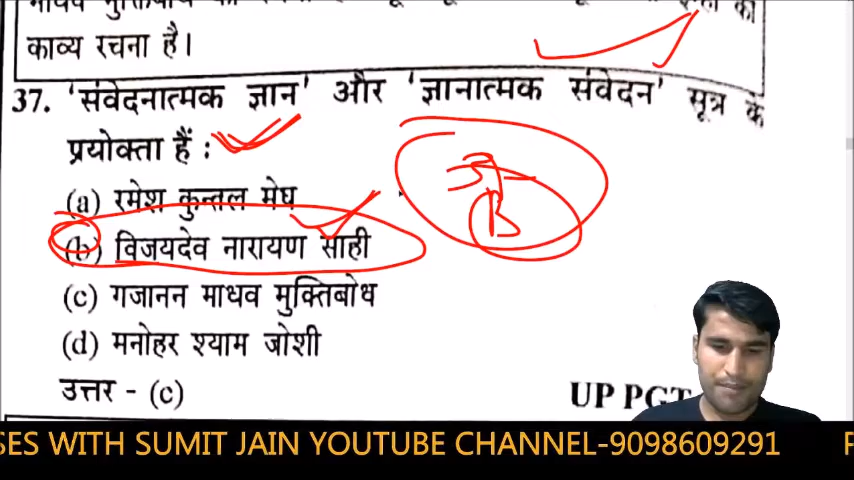 काव्य रचना है।
37. 'संवेदनात्मक ज्ञान' और 'ज्ञानात्मक संवेदन' सूत्र के
प्रयोक्ता हैं :
(a) रमेश कुन्तल मेघ
(b) विजयदेव नारायण साही
(c) गजानन माधव मुक्तिबोध
(d) मनोहर श्याम जोशी
उत्तर - (c)
UP PGT
B
SES WITH SUMIT JAIN YOUTUBE CHANNEL-9098609291